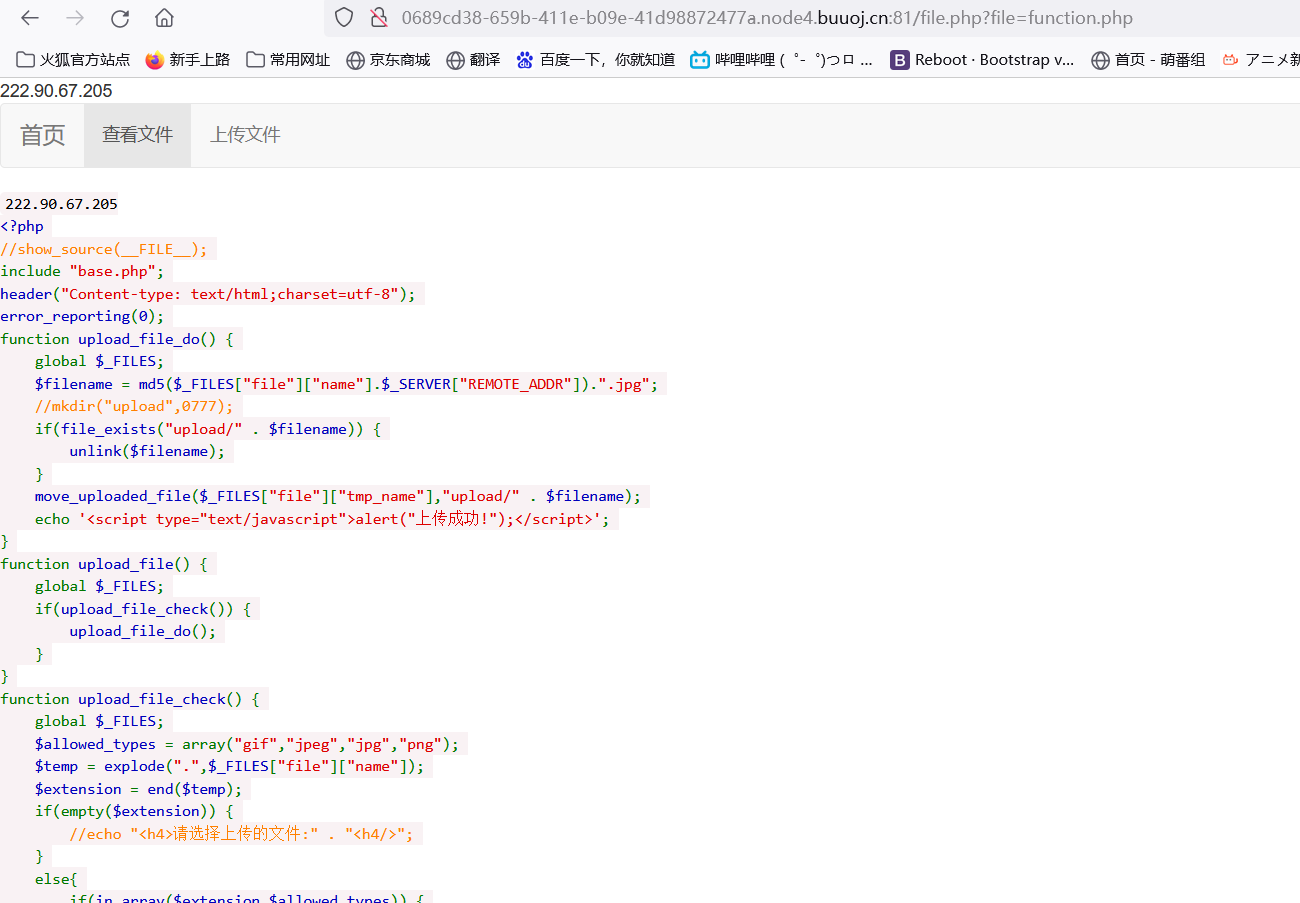 0689cd38-659b-411e-b09e-41d98872477a.node4.buuoj.cn:81/file.php?file=function.php
火狐官方站点 新手上路 常用网址 京东商城 翻译 百度一下，你就知道 哔哩哔哩 ( ゜- ゜)つロ ... B Reboot · Bootstrap v... 首页 - 萌番组 アニメ新
222.90.67.205
首页 查看文件 上传文件
222.90.67.205
<?php
//show_source(__FILE__);
include "base.php";
header("Content-type: text/html;charset=utf-8");
error_reporting(0);
function upload_file_do() {
    global $_FILES;
    $filename = md5($_FILES["file"]["name"].$_SERVER["REMOTE_ADDR"]).".jpg";
    //mkdir("upload",0777);
    if(file_exists("upload/" . $filename)) {
        unlink($filename);
    }
    move_uploaded_file($_FILES["file"]["tmp_name"],"upload/" . $filename);
    echo '<script type="text/javascript">alert("上传成功!");</script>';
}
function upload_file() {
    global $_FILES;
    if(upload_file_check()) {
        upload_file_do();
    }
}
function upload_file_check() {
    global $_FILES;
    $allowed_types = array("gif","jpeg","jpg","png");
    $temp = explode(".",$_FILES["file"]["name"]);
    $extension = end($temp);
    if(empty($extension)) {
        //echo "<h4>请选择上传的文件:" . "<h4/>";
    }
    else{
        if(in_array($extension,$allowed_types)) {